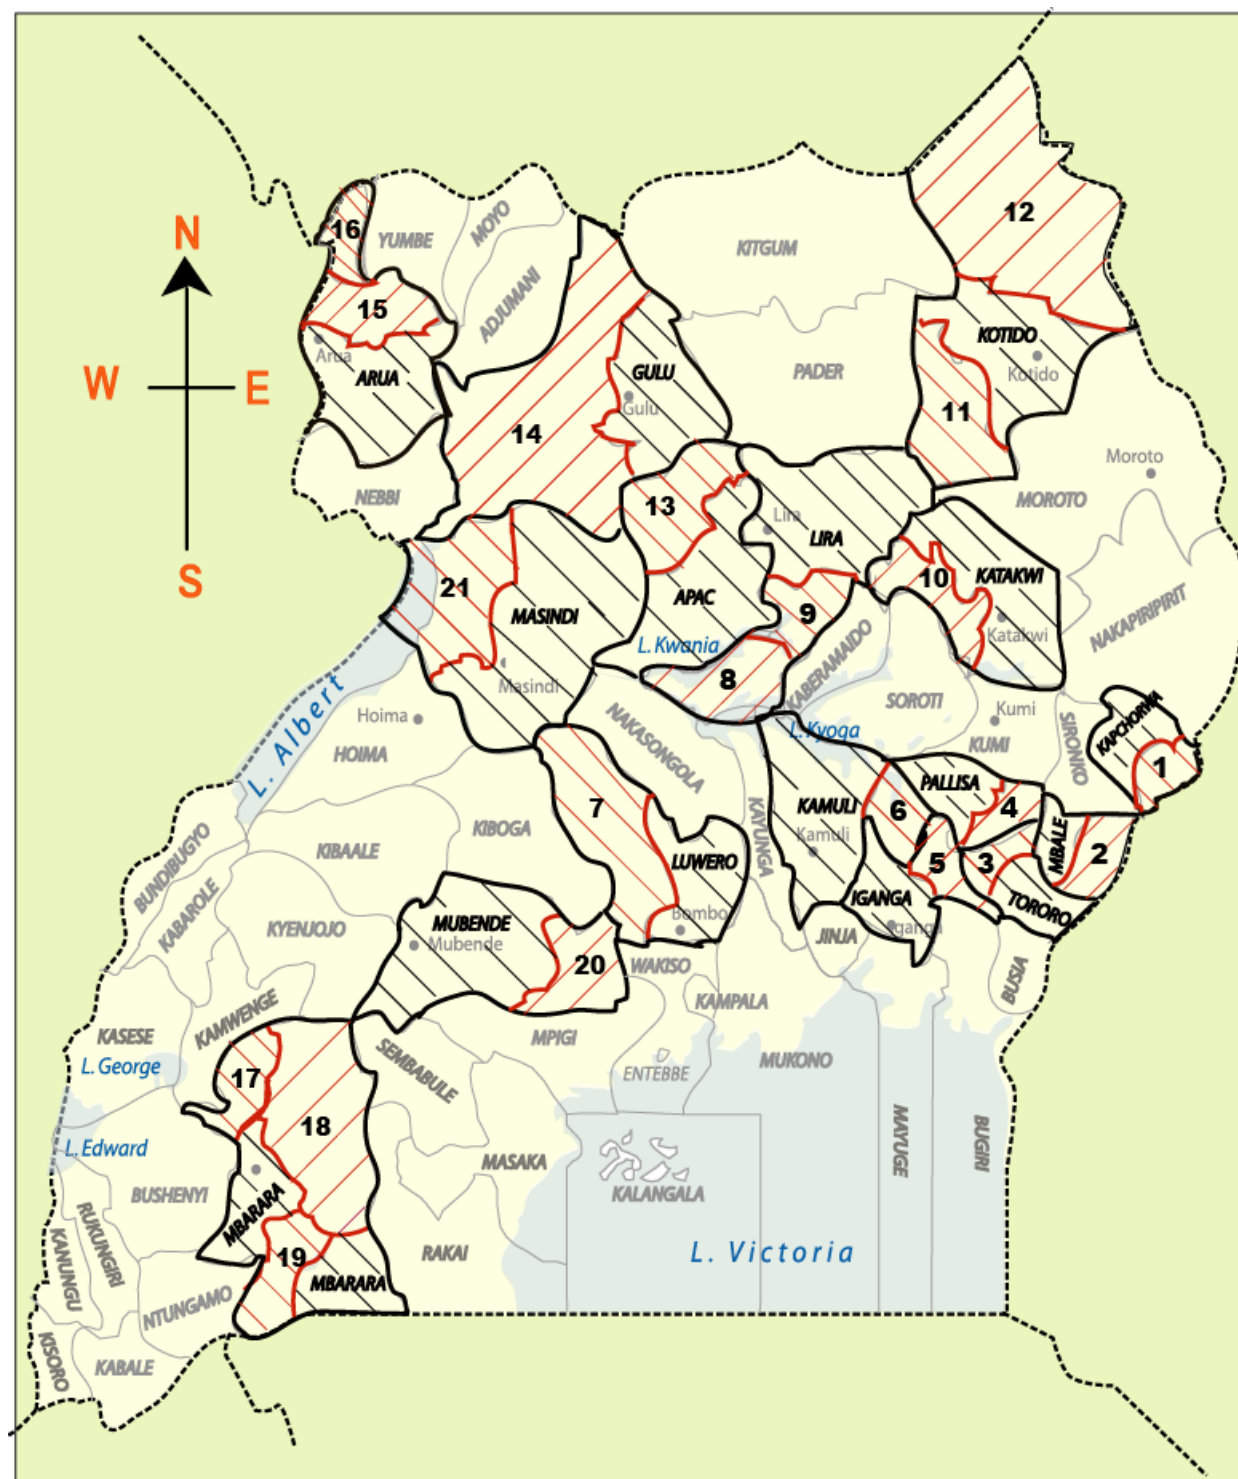 12
16
MOYO
N
YUMBE
KITGUM
ADJUMANI
15
KOTIDO
Arua
Kotido
W
E
ARUA
GULU
PADER
Gulu
11
14
Moroto
NEBBI
MOROTO
13
Lira
LIRA
S
21
10
KATAKWI
MASINDI
APAC
9
NAKAPIRIPIRIT
Katakwi
L. Kwania
KABERAMAIDO
8
Masindi
L. Albert
Hoima
NAKASONGOLA
SOROTI
Kumi
KAPCHORWA
HOIMA
L. Kyoga
KUMI
SIRONKO
1
PALLISA
7
KAMULI
6
4
KAYUNGA
KIBOGA
Kamuli
MBALE
2
BUNDIBUGYO
KIBAALE
LUWERO
5
3
KABAROLE
IGANGA
TORORO
MUBENDE
Bombo
KYENJOJO
Mubende
Iganga
JINJA
20
WAKISO
BUSIA
KAMWENGE
KAMPALA
KASESE
MPIGI
SEMBABULE
L. George
17
ENTEBBE
MUKONO
18
MAYUGE
BUGIRI
L. Edward
MASAKA
BUSHENYI
KALANGALA
MBARARA
RUKUNGIRI
KANUNGU
19
RAKAI
L. Victoria
MBARARA
NTUNGAMO
KISORO
KABALE